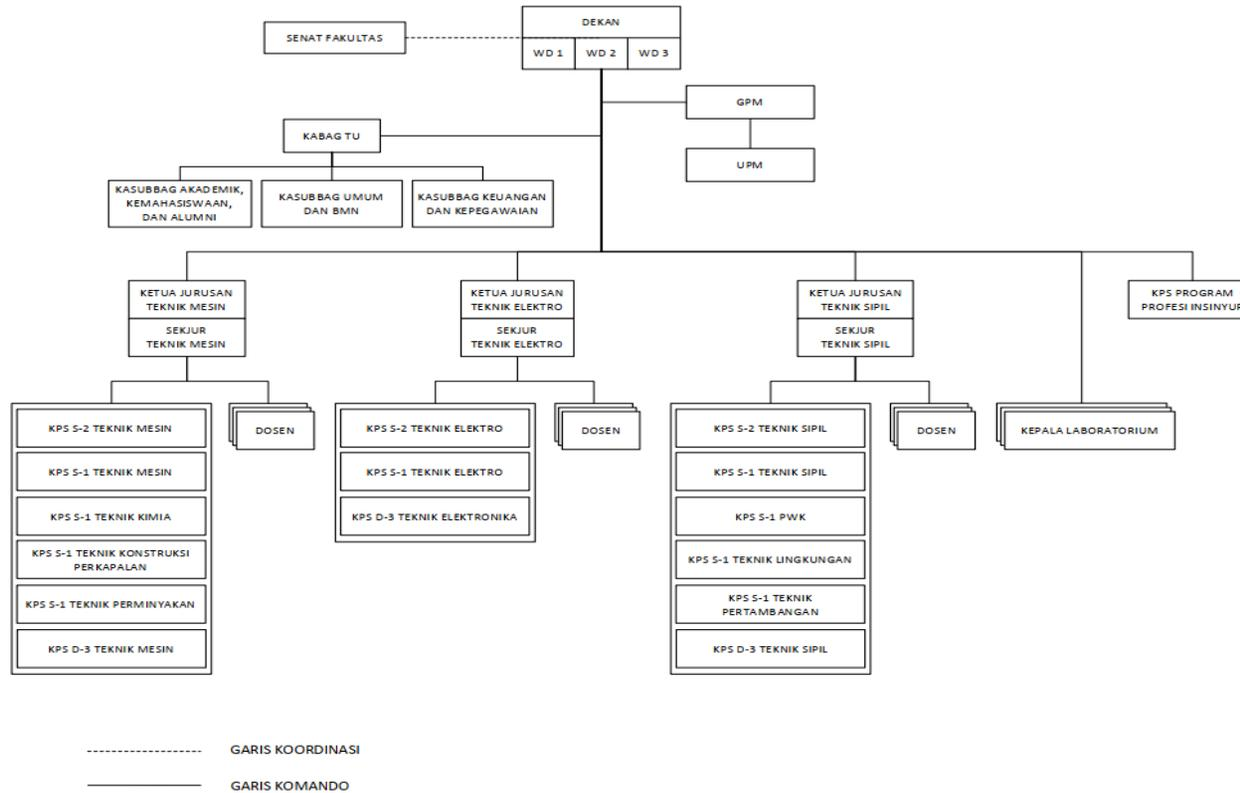 DEKAN
SENAT FAKULTAS
WD 1
WD 2
WD 3
GPM
KABAG TU
UPM
KASUBBAG AKADEMIK,
KEMAHASISWAAN,
DAN ALUMNI
KASUBBAG UMUM
DAN BMN
KASUBBAG KEUANGAN
DAN KEPEGAWAIAN
KETUA JURUSAN
TEKNIK MESIN
SEKJUR
TEKNIK MESIN
KETUA JURUSAN
TEKNIK ELEKTRO
SEKJUR
TEKNIK ELEKTRO
KETUA JURUSAN
TEKNIK SIPIL
SEKJUR
TEKNIK SIPIL
KPS PROGRAM
PROFESI INSINYUR
KPS S-2 TEKNIK MESIN
KPS S-1 TEKNIK MESIN
KPS S-1 TEKNIK KIMIA
KPS S-1 TEKNIK KONSTRUKSI
PERKAPALAN
KPS S-1 TEKNIK PERMINYAKAN
KPS D-3 TEKNIK MESIN
DOSEN
KPS S-2 TEKNIK ELEKTRO
KPS S-1 TEKNIK ELEKTRO
KPS D-3 TEKNIK ELEKTRONIKA
DOSEN
KPS S-2 TEKNIK SIPIL
KPS S-1 TEKNIK SIPIL
KPS S-1 PWK
KPS S-1 TEKNIK LINGKUNGAN
KPS S-1 TEKNIK
PERTAMBANGAN
KPS D-3 TEKNIK SIPIL
DOSEN
KEPALA LABORATORIUM
GARIS KOORDINASI
GARIS KOMANDO